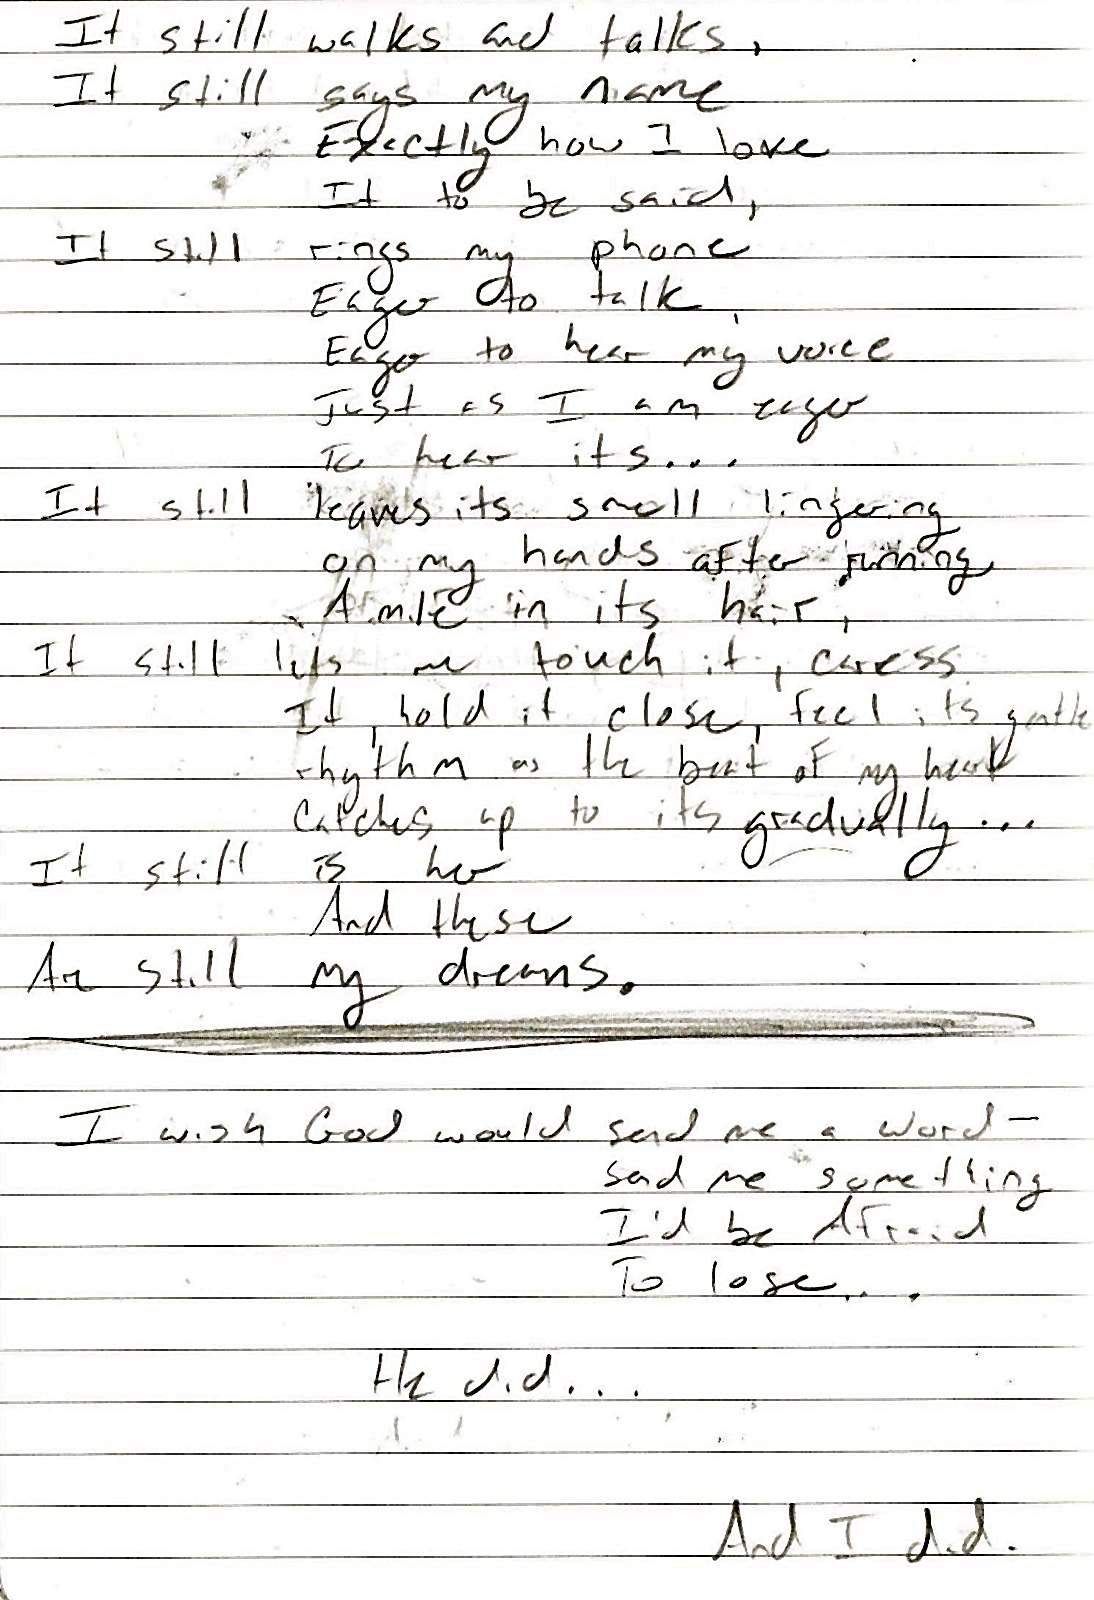 It still walks and talks,
It still says my name
Exactly how I love
It to be said,
It still rings my phone
Eager to talk,
Eager to hear my voice
Just as I am eager
To hear its...
It still leaves its smell lingering
on my hands after running
A mile in its hair,
It still lets me touch it, caress
It, hold it close, feel its gentle
rhythm as the beat of my heart
Catches up to its gradually...
It still is her
And these
Are still my dreams.
I wish God would send me a word—
send me something
I'd be Afraid
To lose...
He did...
And I did.